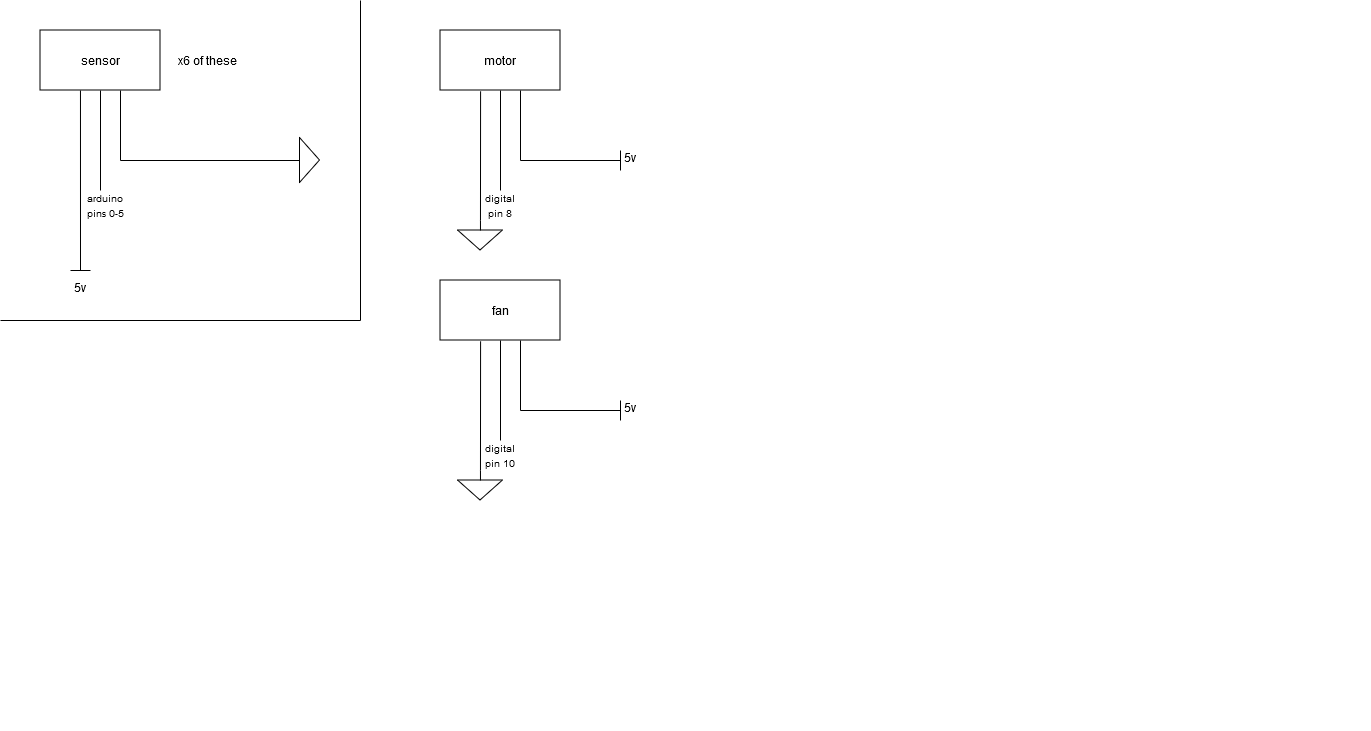 sensor
x6 of these
arduino
pins 0-5
5v
motor
5v
digital
pin 8
fan
5v
digital
pin 10